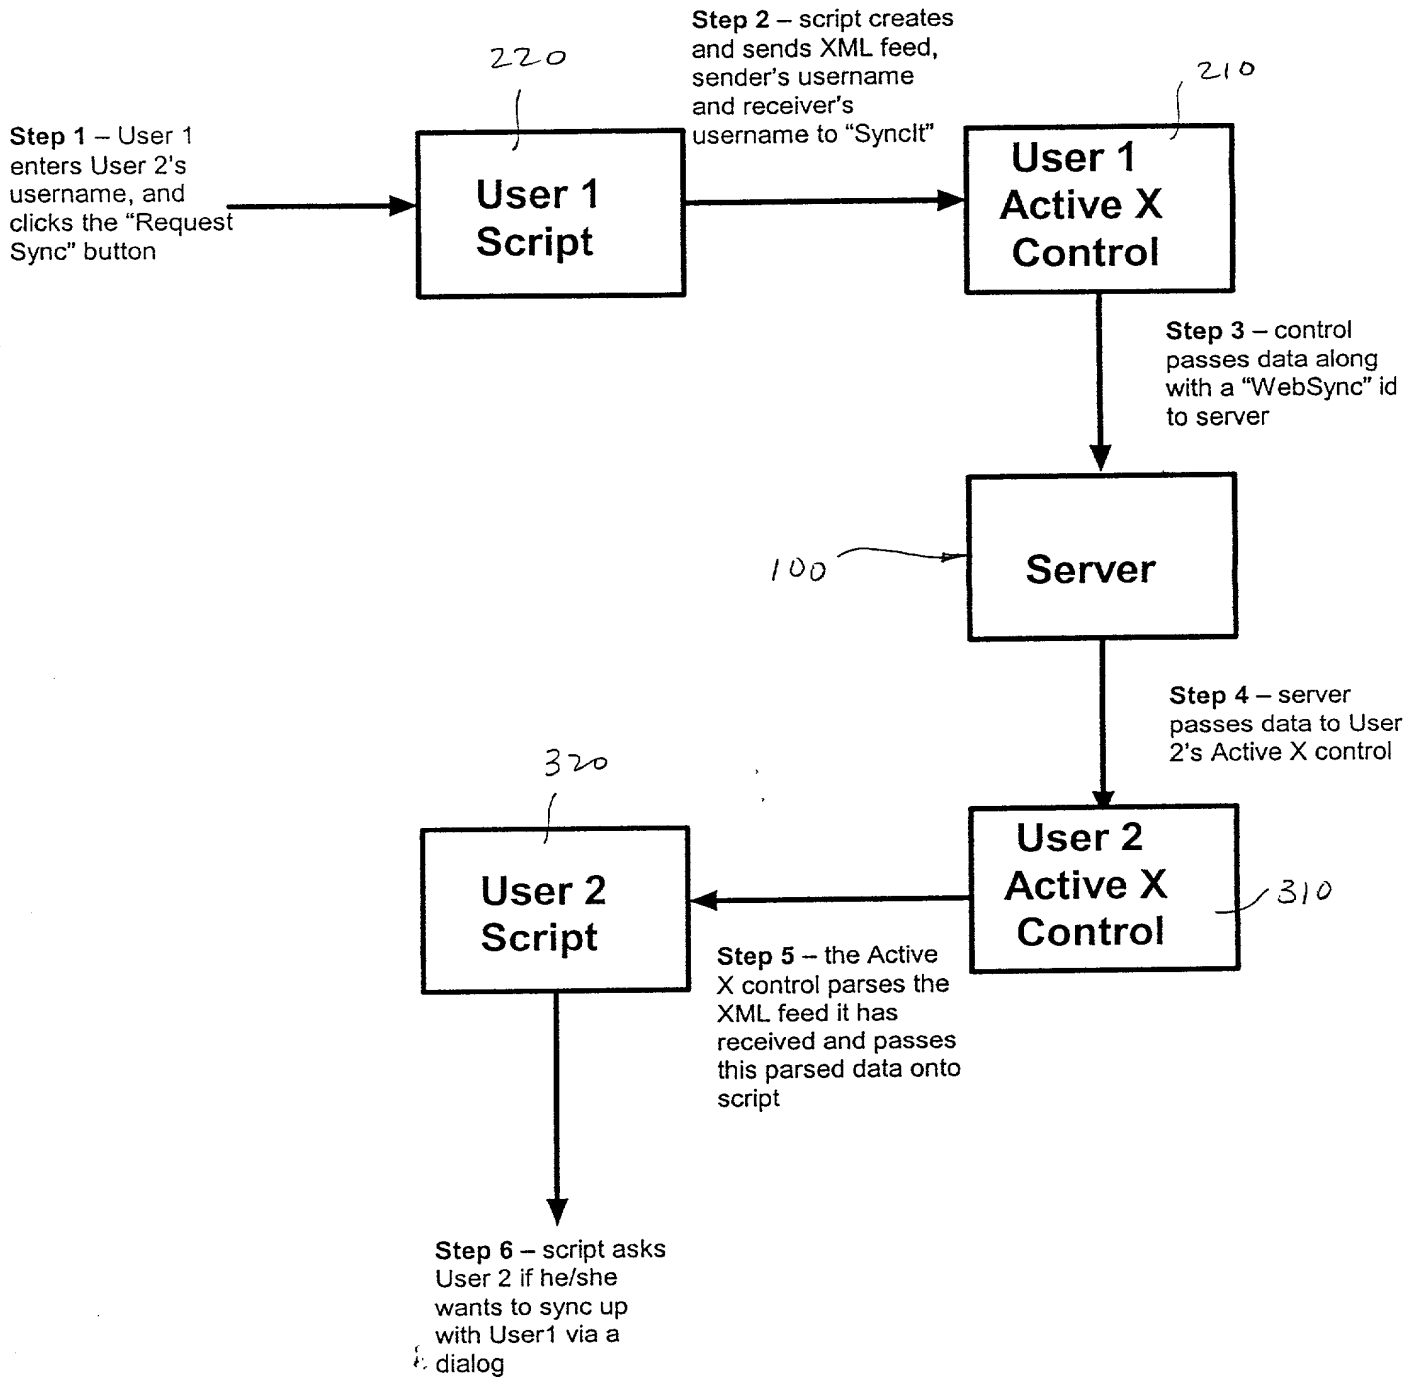 Step 2 – script creates
and sends XML feed,
sender's username
and receiver's
username to "SyncIt"
220
210
Step 1 – User 1
enters User 2's
username, and
clicks the "Request
Sync" button
User 1
Script
User 1
Active X
Control
Step 3 – control
passes data along
with a "WebSync" id
to server
100
Server
Step 4 – server
passes data to User
2's Active X control
320
User 2
Script
User 2
Active X
Control
310
Step 5 – the Active
X control parses the
XML feed it has
received and passes
this parsed data onto
script
Step 6 – script asks
User 2 if he/she
wants to sync up
with User1 via a
dialog